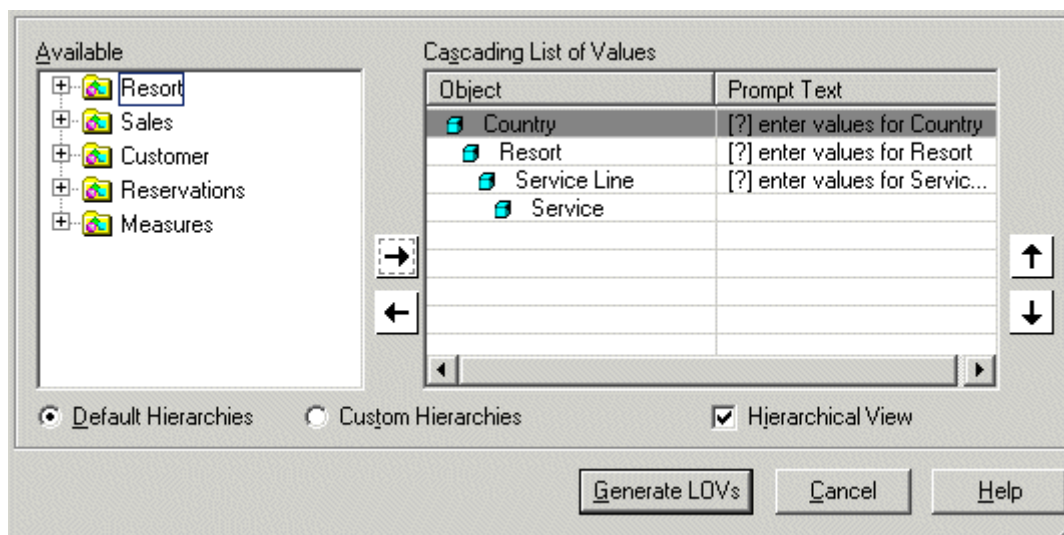 Available
Resort
Sales
Customer
Reservations
Measures
Cascading List of Values
Object Prompt Text
Country [?] enter values for Country
Resort [?] enter values for Resort
Service Line [?] enter values for Servic...
Service
Default Hierarchies Custom Hierarchies Hierarchical View
Generate LOVs Cancel Help